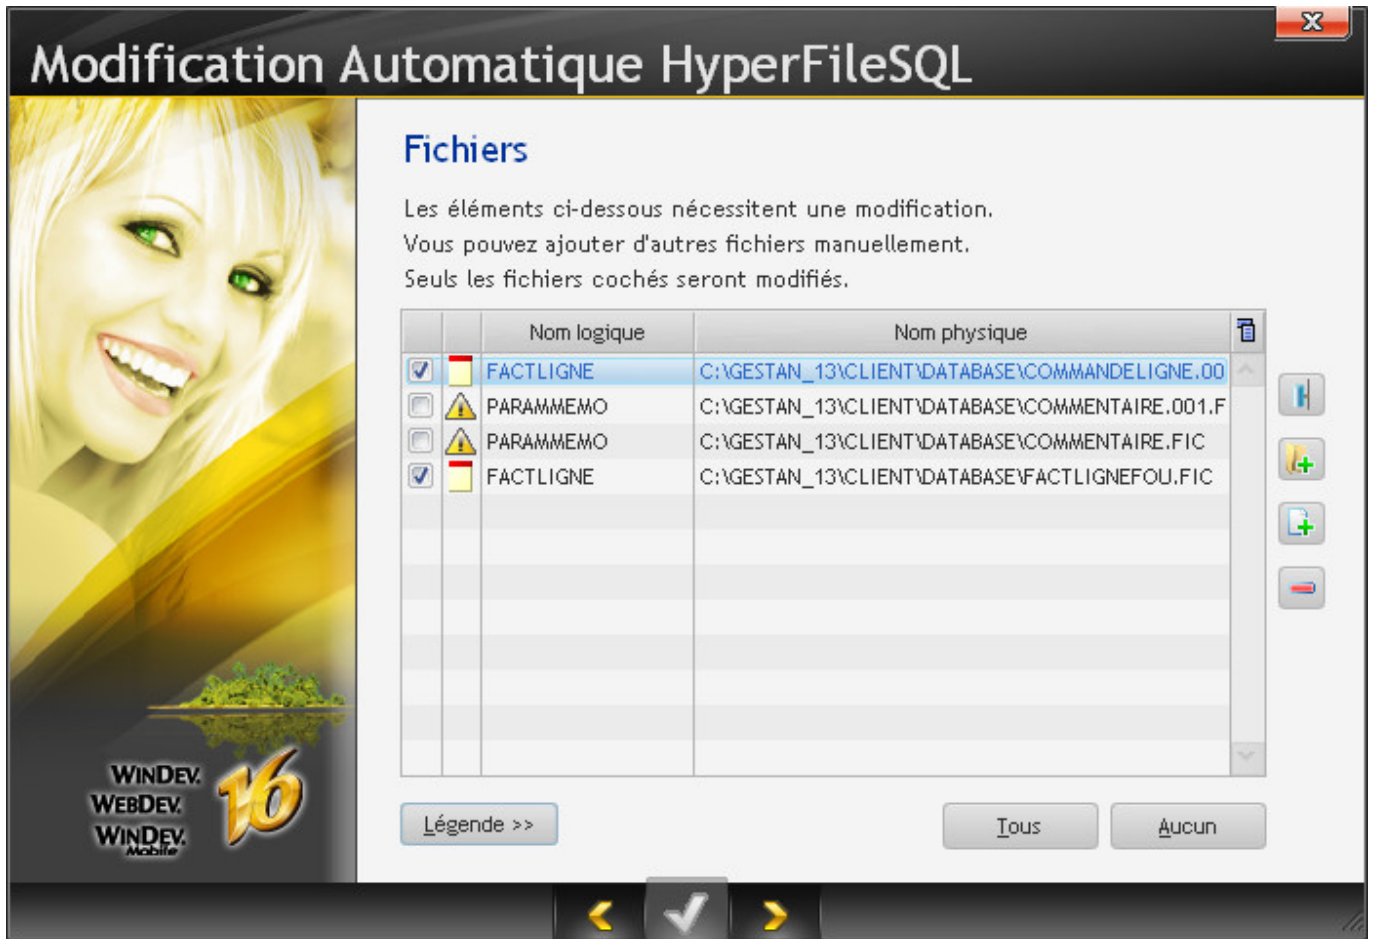 Modification Automatique HyperFileSQL
Fichiers
Les éléments ci-dessous nécessitent une modification.
Vous pouvez ajouter d'autres fichiers manuellement.
Seuls les fichiers cochés seront modifiés.
Nom logique Nom physique
FACTLIGNE C:\GESTAN_13\CLIENT\DATABASE\COMMANDELIGNE.00
PARAMMEMO C:\GESTAN_13\CLIENT\DATABASE\COMMENTAIRE.001.F
PARAMMEMO C:\GESTAN_13\CLIENT\DATABASE\COMMENTAIRE.FIC
FACTLIGNE C:\GESTAN_13\CLIENT\DATABASE\FACTLIGNEFOU.FIC
WINDEV.
WEBDEV.
WINDEV.
Mobile
16
Légende >> Tous Aucun